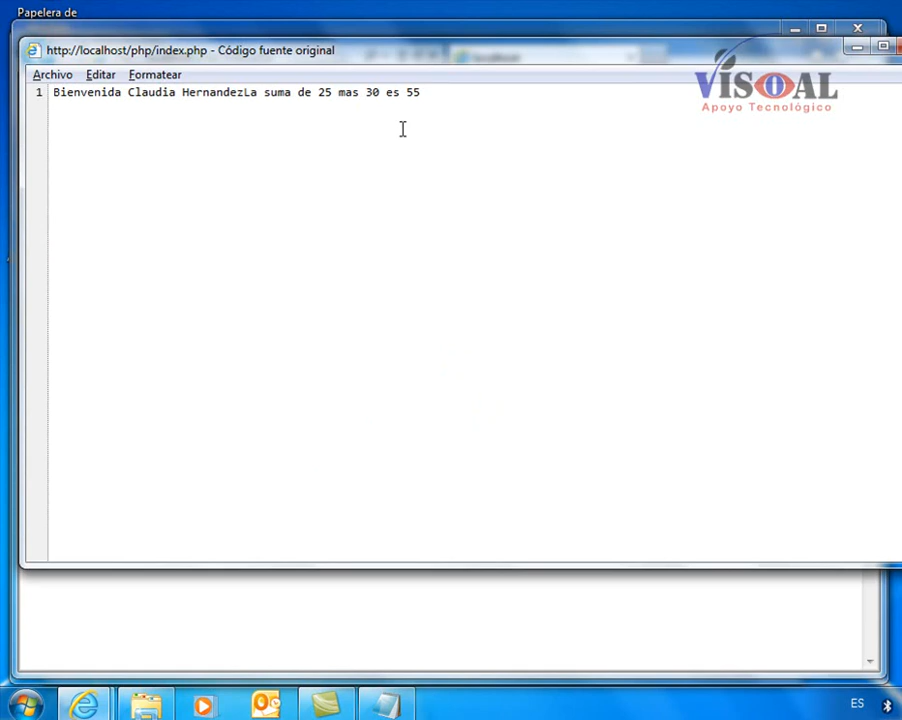 Papelera de
http://localhost/php/index.php - Código fuente original
Archivo Editar Formatear
1 Bienvenida Claudia HernandezLa suma de 25 mas 30 es 55
VISOAL
Apoyo Tecnológico
ES